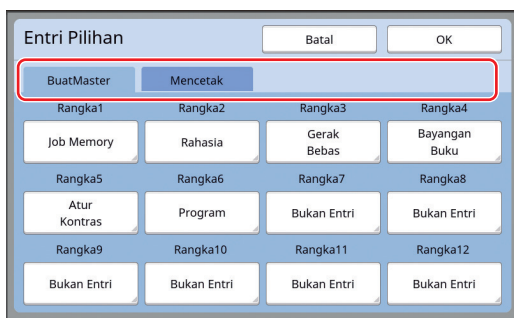 Entri Pilihan Batal OK
BuatMaster Mencetak
Rangka1 Rangka2 Rangka3 Rangka4
Job Memory Rahasia Gerak Bebas Bayangan Buku
Rangka5 Rangka6 Rangka7 Rangka8
Atur Kontras Program Bukan Entri Bukan Entri
Rangka9 Rangka10 Rangka11 Rangka12
Bukan Entri Bukan Entri Bukan Entri Bukan Entri